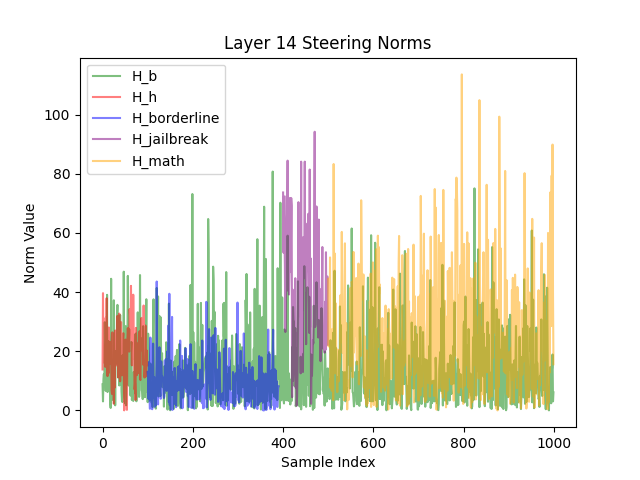 Layer 14 Steering Norms
H_b
H_h
H_borderline
H_jailbreak
H_math
Norm Value
100
80
60
40
20
0
0
200
400
600
800
1000
Sample Index